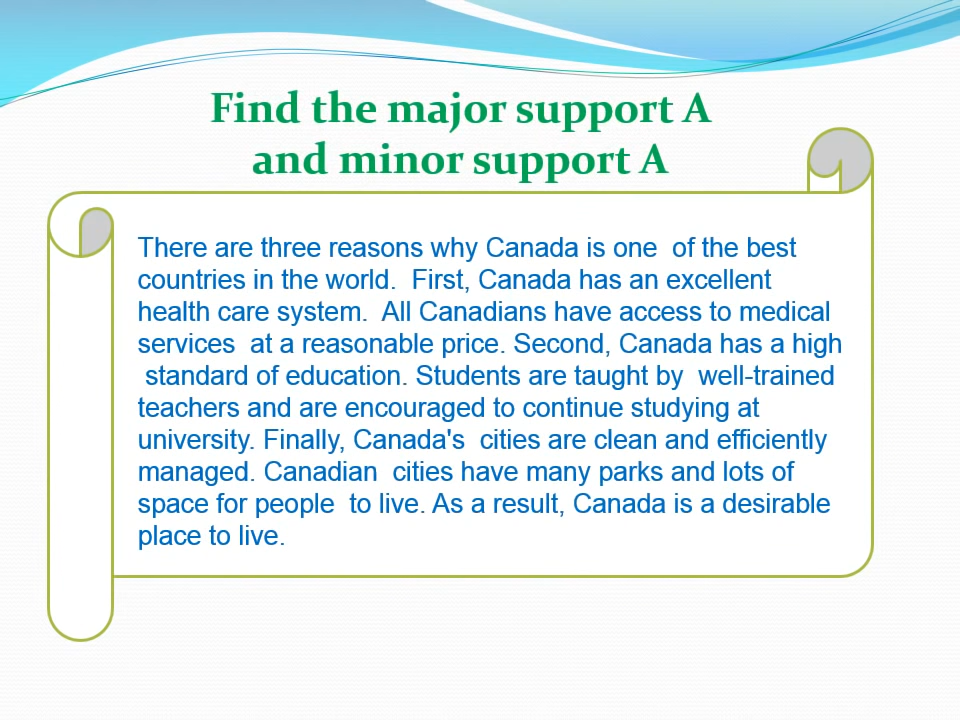 Find the major support A
and minor support A
There are three reasons why Canada is one  of the best
countries in the world.  First, Canada has an excellent
health care system.  All Canadians have access to medical
services  at a reasonable price. Second, Canada has a high
standard of education. Students are taught by  well-trained
teachers and are encouraged to continue studying at
university. Finally, Canada's  cities are clean and efficiently
managed. Canadian  cities have many parks and lots of
space for people  to live. As a result, Canada is a desirable
place to live.